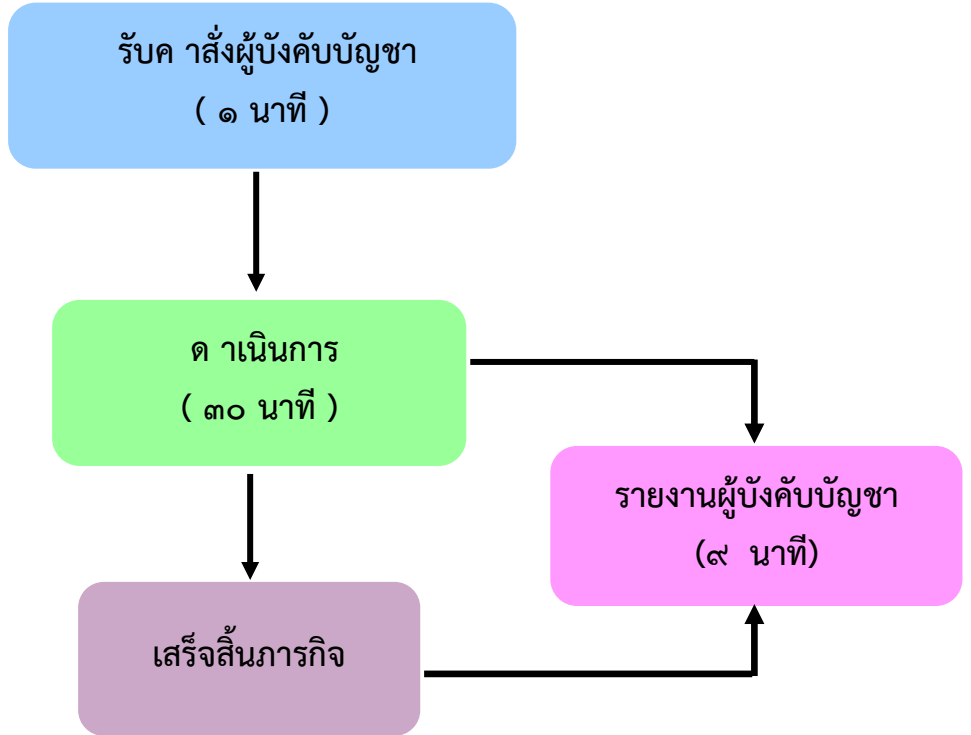 รับค าสั่งผู้บังคับบัญชา
( ๑ นาที )
ด าเนินการ
( ๓๐ นาที )
รายงานผู้บังคับบัญชา
(๙ นาที)
เสร็จสิ้นภารกิจ